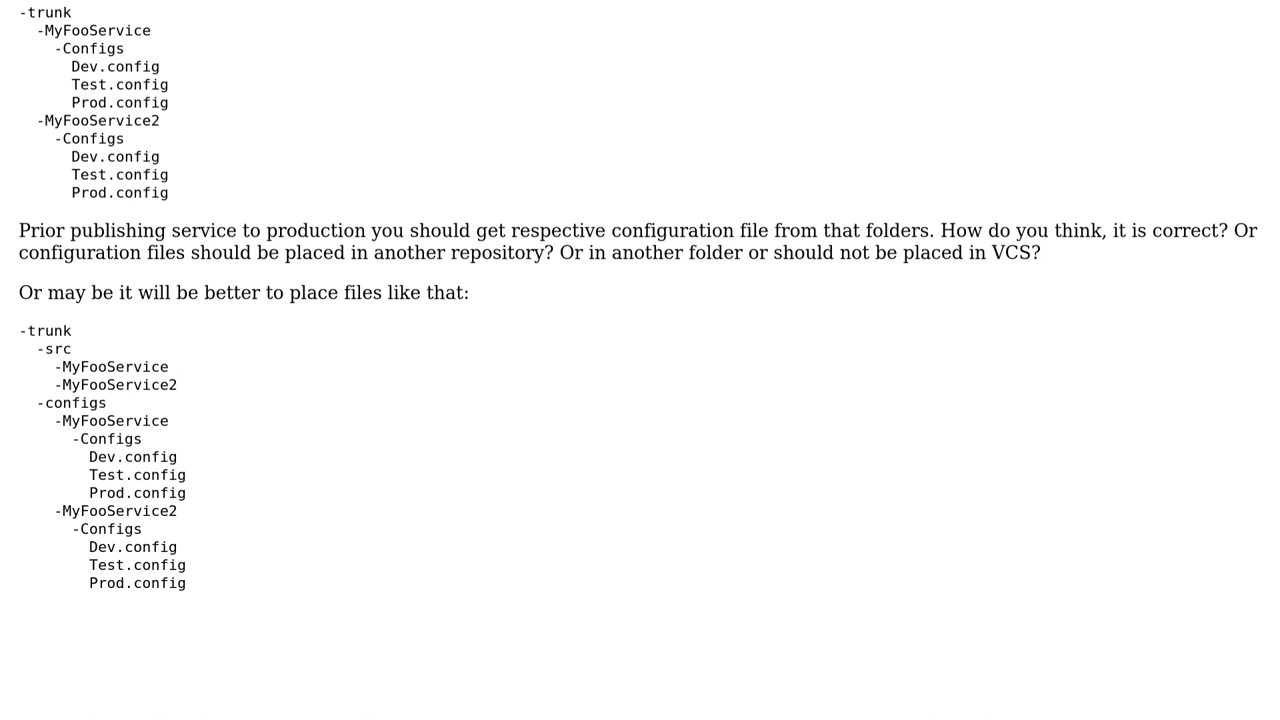 -trunk
  -MyFooService
    -Configs
      Dev.config
      Test.config
      Prod.config
  -MyFooService2
    -Configs
      Dev.config
      Test.config
      Prod.config
Prior publishing service to production you should get respective configuration file from that folders. How do you think, it is correct? Or
configuration files should be placed in another repository? Or in another folder or should not be placed in VCS?
Or may be it will be better to place files like that:
-trunk
  -src
    -MyFooService
    -MyFooService2
  -configs
    -MyFooService
      -Configs
        Dev.config
        Test.config
        Prod.config
    -MyFooService2
      -Configs
        Dev.config
        Test.config
        Prod.config